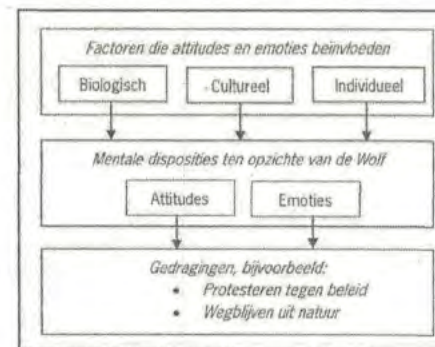 Factoren die attitudes en emoties beïnvloeden
Biologisch Cultureel Individueel
Mentale disposities ten opzichte van de Wolf
Attitudes Emoties
Gedragingen, bijvoorbeeld:
• Protesteren tegen beleid
• Wegblijven uit natuur